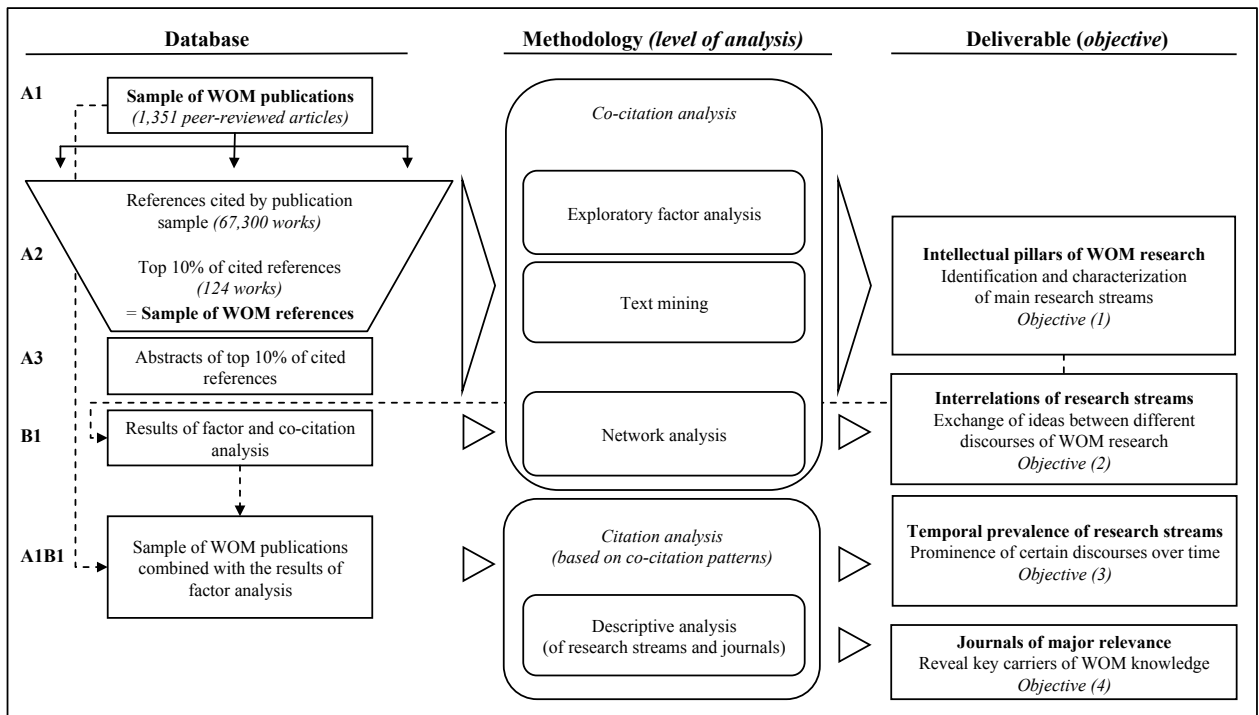 Database
A1
Sample of WOM publications
(1,351 peer-reviewed articles)
A2
References cited by publication
sample (67,300 works)
Top 10% of cited references
(124 works)
= Sample of WOM references
A3
Abstracts of top 10% of cited
references
B1
Results of factor and co-citation
analysis
A1B1
Sample of WOM publications
combined with the results of
factor analysis
Methodology (level of analysis)
Co-citation analysis
Exploratory factor analysis
Text mining
Network analysis
Citation analysis
(based on co-citation patterns)
Descriptive analysis
(of research streams and journals)
Deliverable (objective)
Intellectual pillars of WOM research
Identification and characterization
of main research streams
Objective (1)
Interrelations of research streams
Exchange of ideas between different
discourses of WOM research
Objective (2)
Temporal prevalence of research streams
Prominence of certain discourses over time
Objective (3)
Journals of major relevance
Reveal key carriers of WOM knowledge
Objective (4)